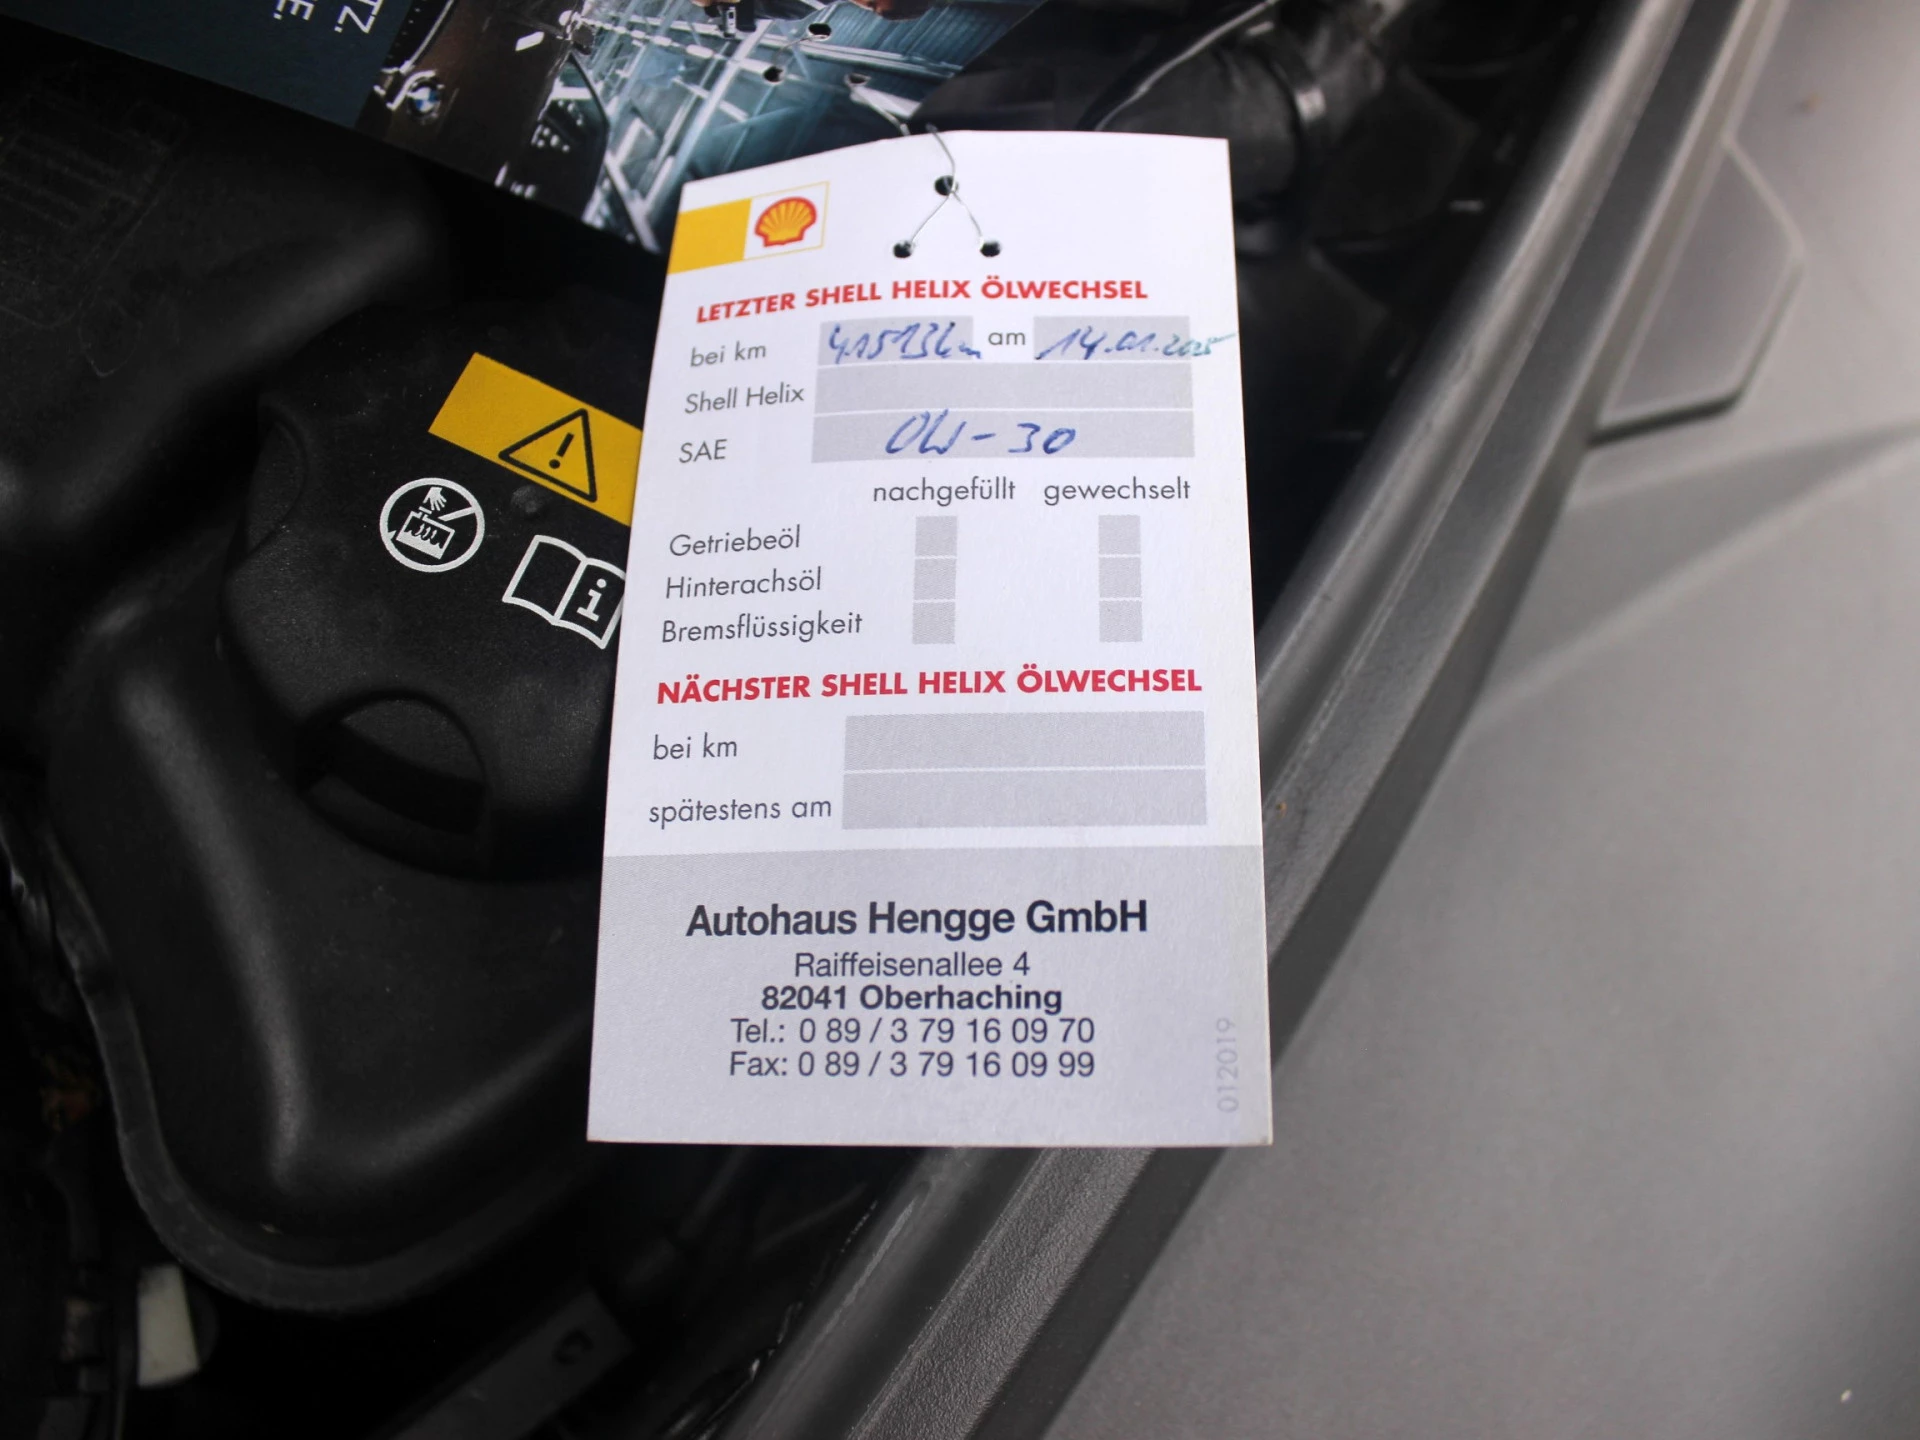 TZ.
E.
LETZTER SHELL HELIX ÖLWECHSEL
bei km 415134km am 14.01.2025
Shell Helix
SAE 0W-30
nachgefüllt gewechselt
Getriebeöl
Hinterachsöl
Bremsflüssigkeit
NÄCHSTER SHELL HELIX ÖLWECHSEL
bei km
spätestens am
Autohaus Hengge GmbH
Raiffeisenallee 4
82041 Oberhaching
Tel.: 0 89 / 3 79 16 09 70
Fax: 0 89 / 3 79 16 09 99
012019